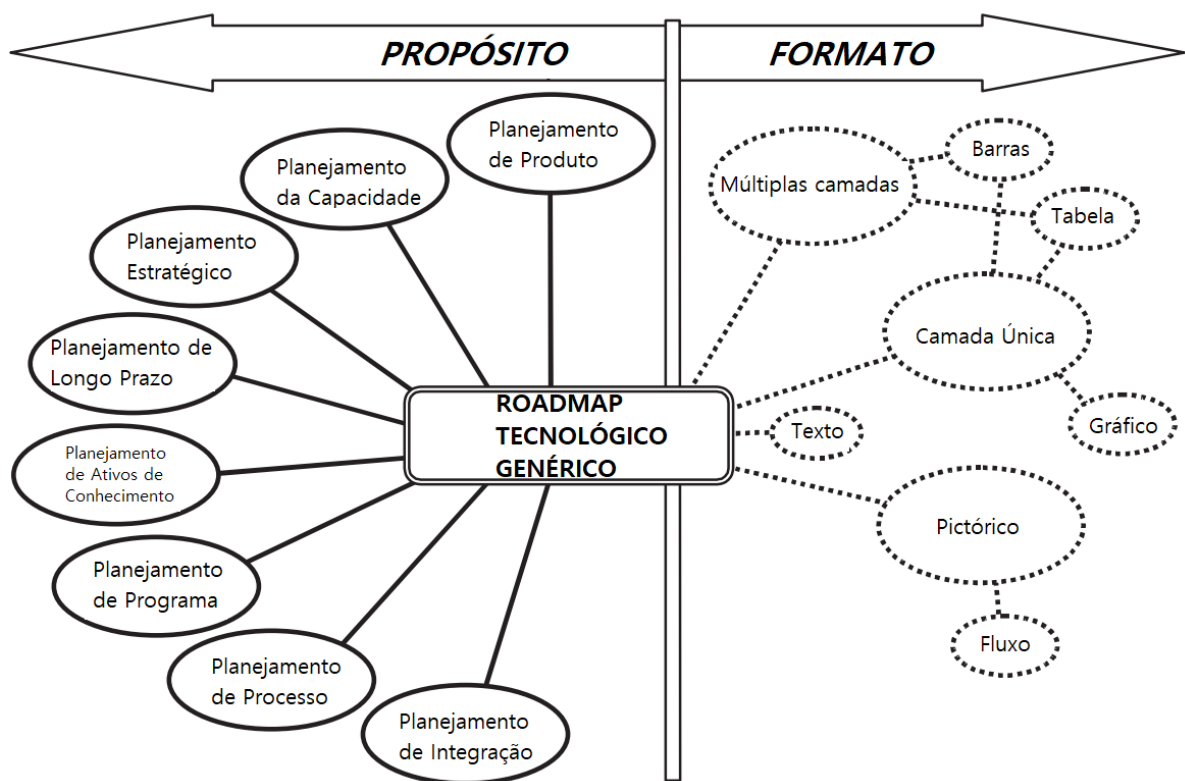 PROPÓSITO
FORMATO
Planejamento
de Produto
Planejamento
da Capacidade
Planejamento
Estratégico
Planejamento de
Longo Prazo
Planejamento
de Ativos de
Conhecimento
Planejamento
de Programa
Planejamento
de Processo
Planejamento
de Integração
ROADMAP
TECNOLÓGICO
GENÉRICO
Múltiplas camadas
Barras
Tabela
Camada Única
Texto
Gráfico
Pictórico
Fluxo